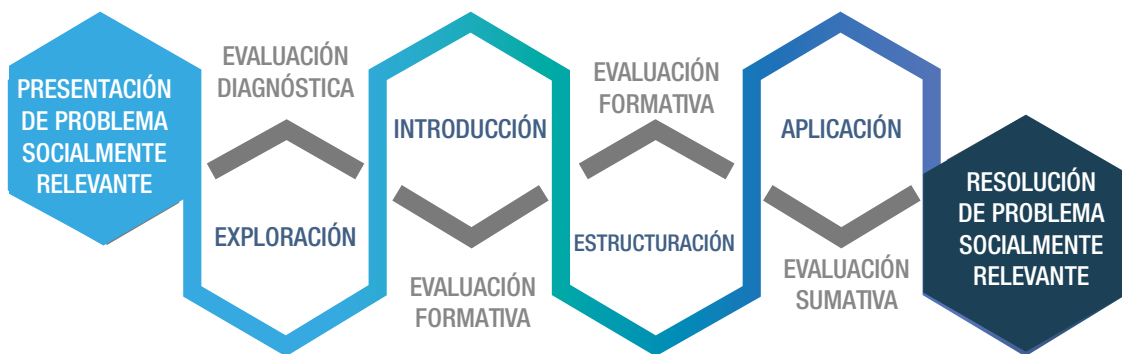 PRESENTACIÓN
DE PROBLEMA
SOCIALMENTE
RELEVANTE
EVALUACIÓN
DIAGNÓSTICA
EXPLORACIÓN
INTRODUCCIÓN
EVALUACIÓN
FORMATIVA
EVALUACIÓN
FORMATIVA
ESTRUCTURACIÓN
APLICACIÓN
EVALUACIÓN
SUMATIVA
RESOLUCIÓN
DE PROBLEMA
SOCIALMENTE
RELEVANTE